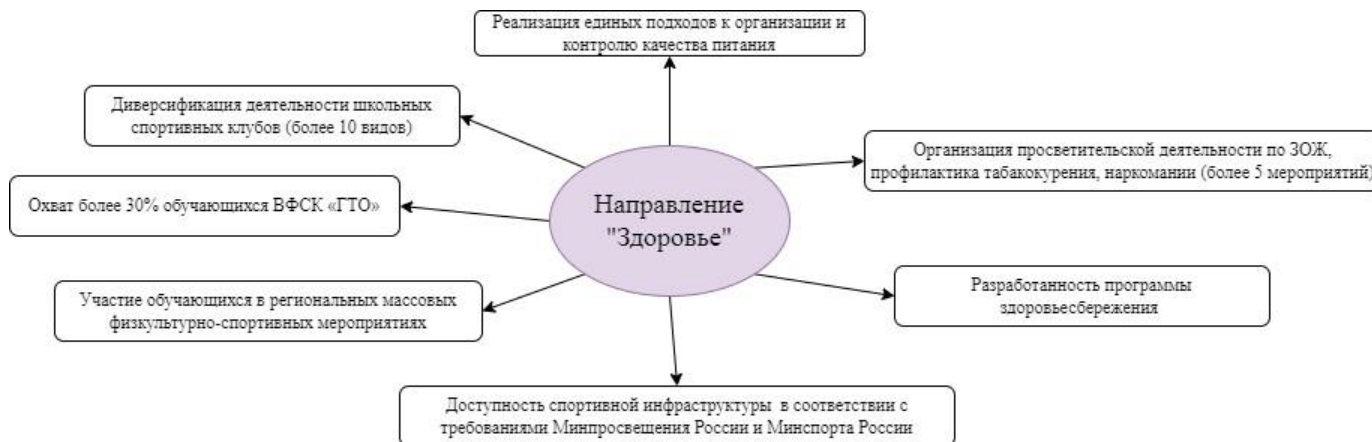 Реализация единых подходов к организации и
контролю качества питания
Диверсификация деятельности школьных
спортивных клубов (более 10 видов)
Организация просветительской деятельности по ЗОЖ,
профилактика табакокурения, наркомании (более 5 мероприятий)
Охват более 30% обучающихся ВФСК «ГТО»
Направление
"Здоровье"
Участие обучающихся в региональных массовых
физкультурно-спортивных мероприятиях
Разработанность программы
здоровьесбережения
Доступность спортивной инфраструктуры в соответствии с
требованиями Минпросвещения России и Минспорта России